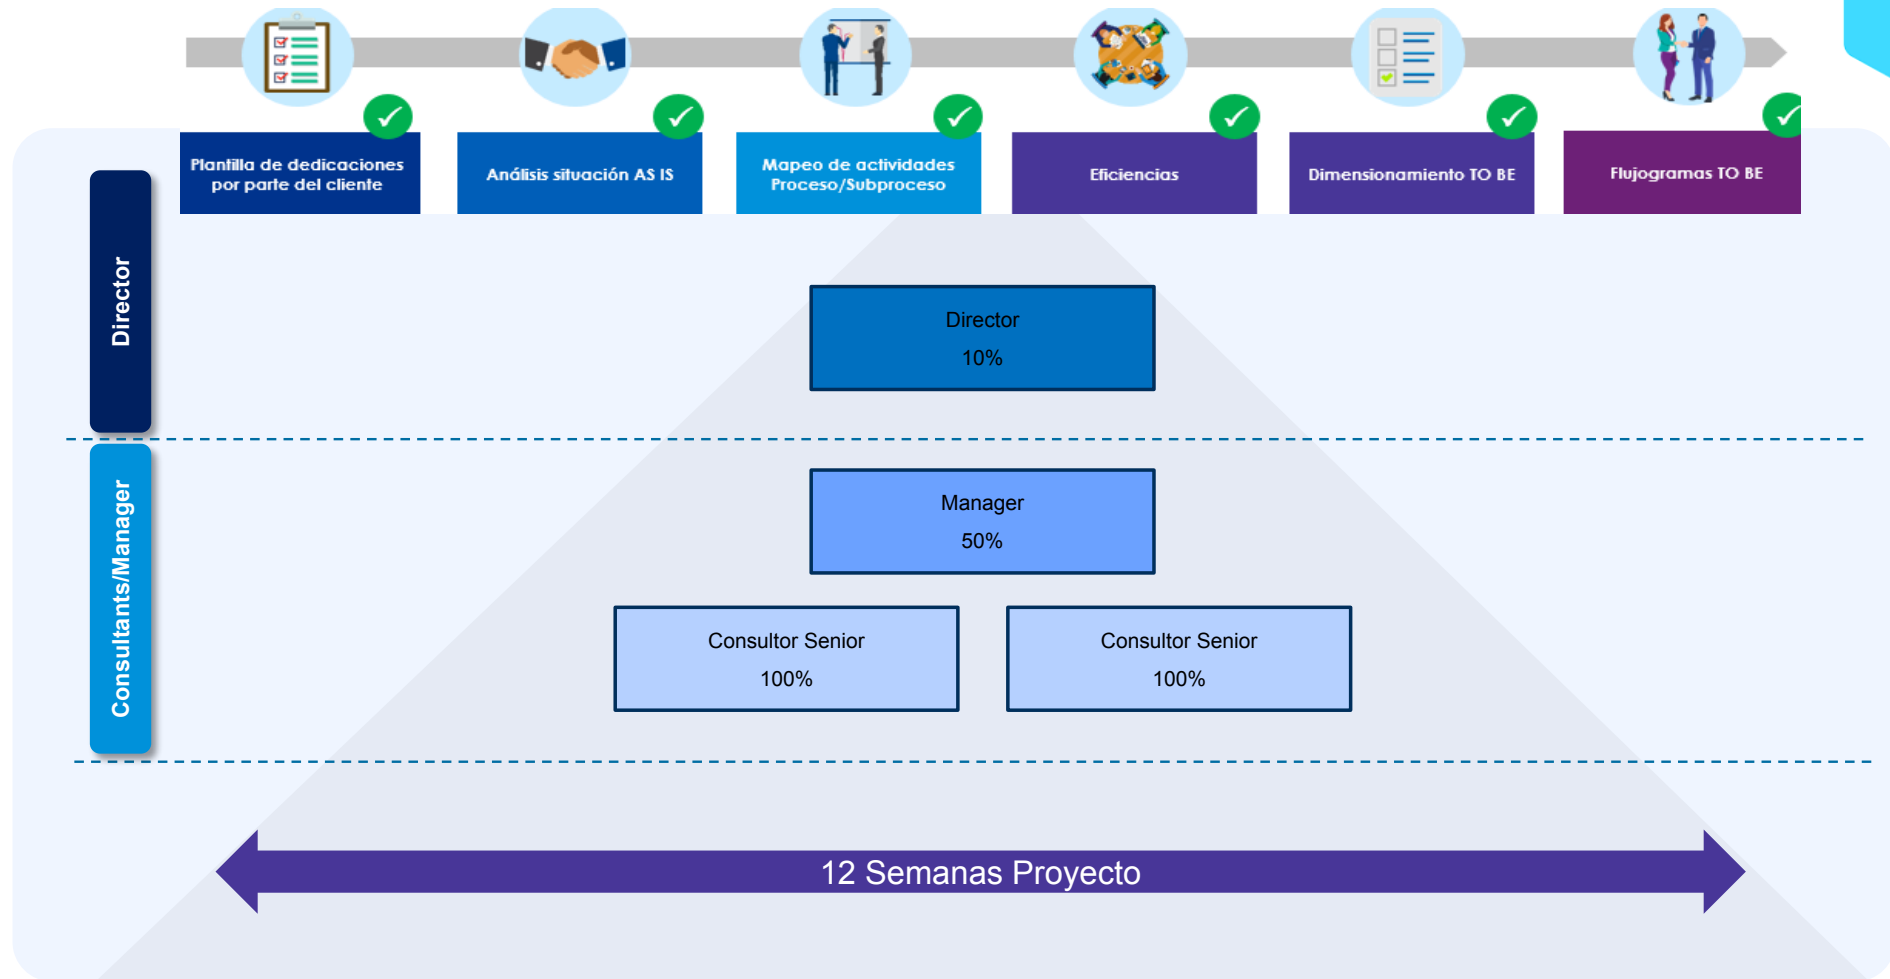 Plantilla de dedicaciones
por parte del cliente
Análisis situación AS IS
Mapeo de actividades
Proceso/Subproceso
Eficiencias
Dimensionamiento TO BE
Flujogramas TO BE
Director
Director
10%
Consultants/Manager
Manager
50%
Consultor Senior
100%
Consultor Senior
100%
12 Semanas Proyecto